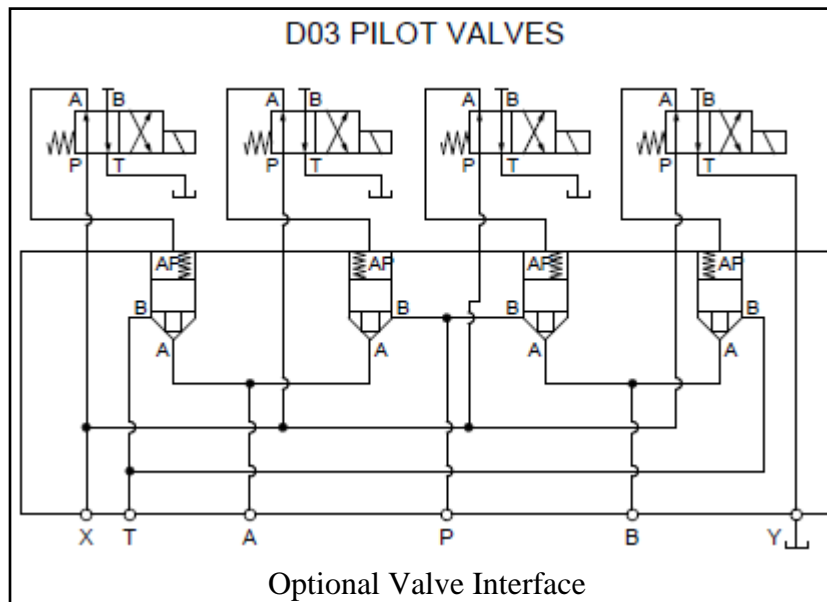 D03 PILOT VALVES
A B A B A B A B
P T P T P T P T
AP AP AP AP
B B B B
A A A A
X T A P B Y
Optional Valve Interface